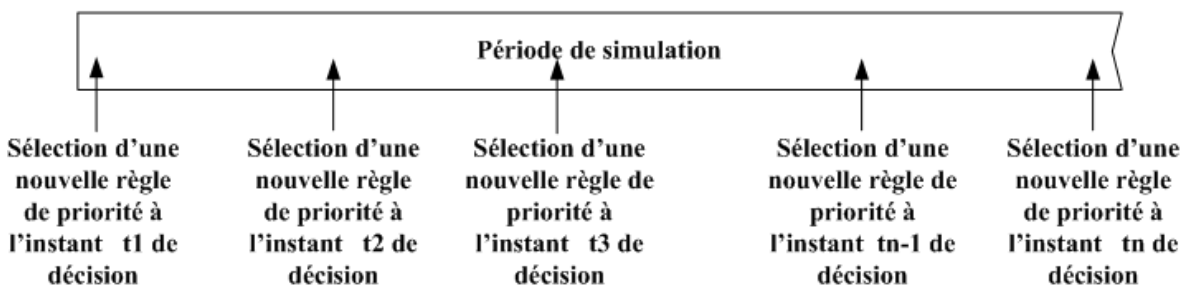 Période de simulation
Sélection d’une
nouvelle règle
de priorité à
l’instant t1 de
décision
Sélection d’une
nouvelle règle
de priorité à
l’instant t2 de
décision
Sélection d’une
nouvelle règle de
priorité à
l’instant t3 de
décision
Sélection d’une
nouvelle règle de
priorité à
l’instant tn-1 de
décision
Sélection d’une
nouvelle règle
de priorité à
l’instant tn de
décision